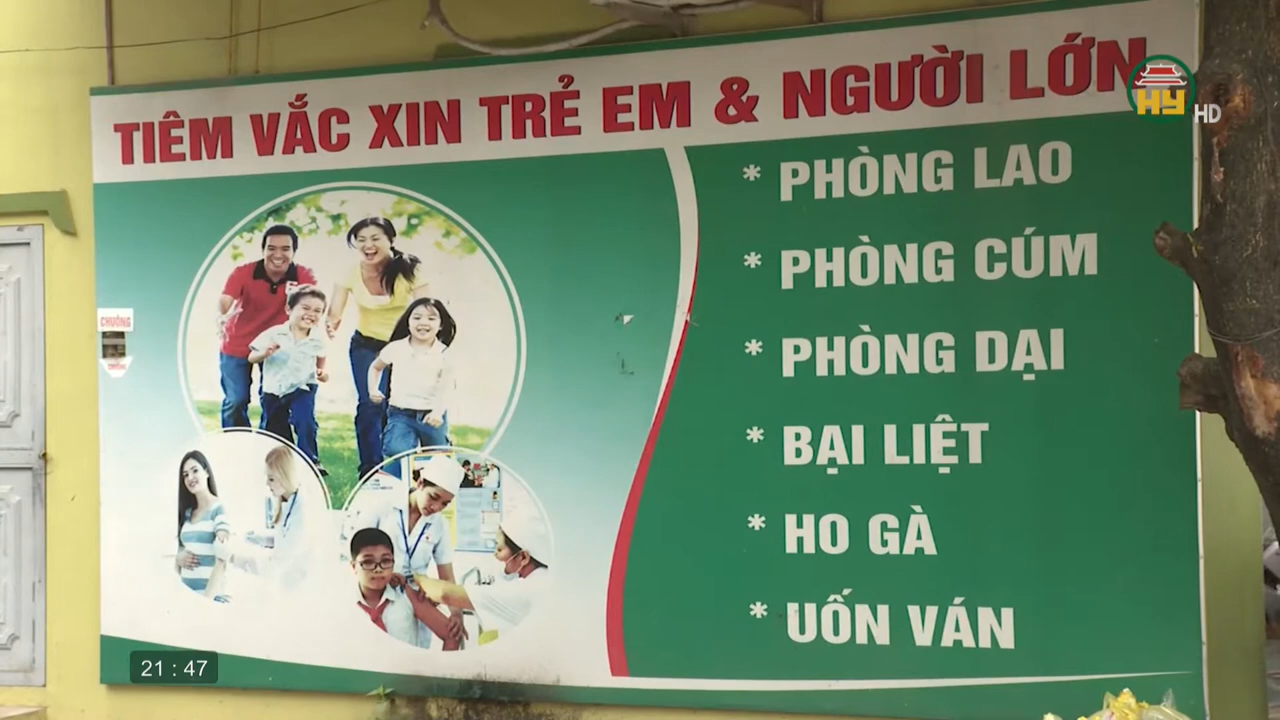 TIÊM VẮC XIN TRẺ EM & NGƯỜI LỚN
HY HD
* PHÒNG LAO
* PHÒNG CÚM
* PHÒNG DẠI
* BẠI LIỆT
* HO GÀ
* UỐN VÁN
CHUÔNG
21 : 47